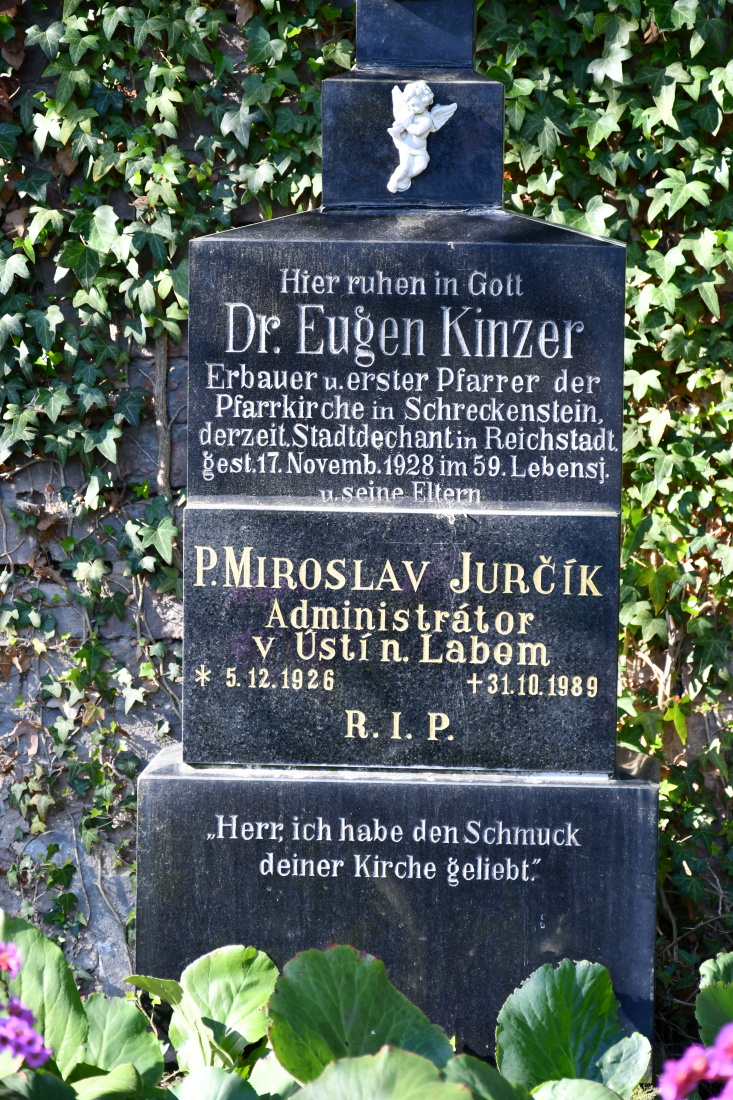 Hier ruhen in Gott
Dr. Eugen Kinzer
Erbauer u. erster Pfarrer der
Pfarrkirche in Schreckenstein,
derzeit. Stadtdechant in Reichstadt.
gest. 17. Novemb. 1928 im 59. Lebensj.
u. seine Eltern
P. MIROSLAV JURČÍK
Administrátor
v Ústí n. Labem
* 5.12.1926 +31.10.1989
R. I. P.
„Herr, ich habe den Schmuck
deiner Kirche geliebt."